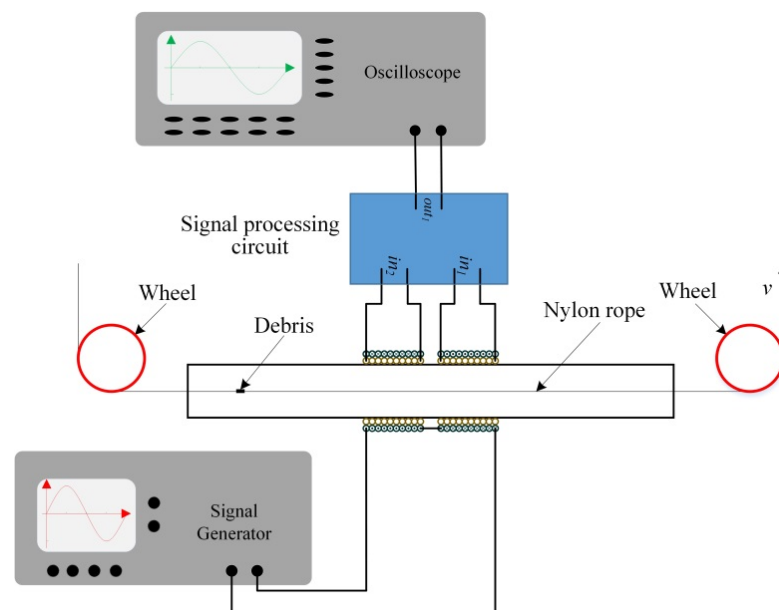 Oscilloscope
Signal processing
circuit
out₁
in₂
in₁
Wheel
Debris
Nylon rope
Wheel
v
Signal
Generator